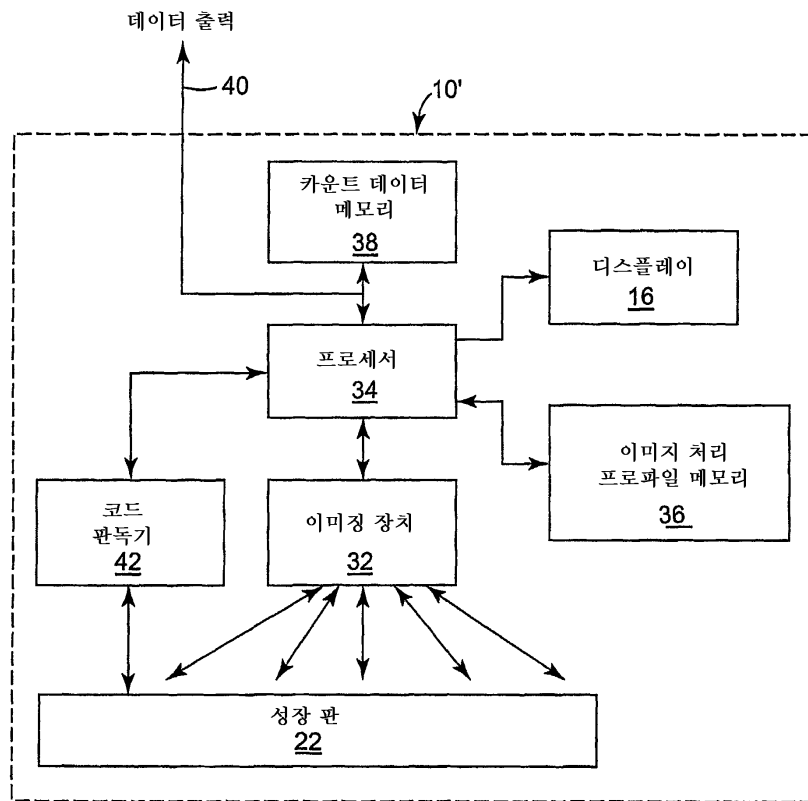 데이터 출력
40
10'
카운트 데이터
메모리
38
디스플레이
16
프로세서
34
이미지 처리
프로파일 메모리
36
코드
판독기
42
이미징 장치
32
성장 판
22